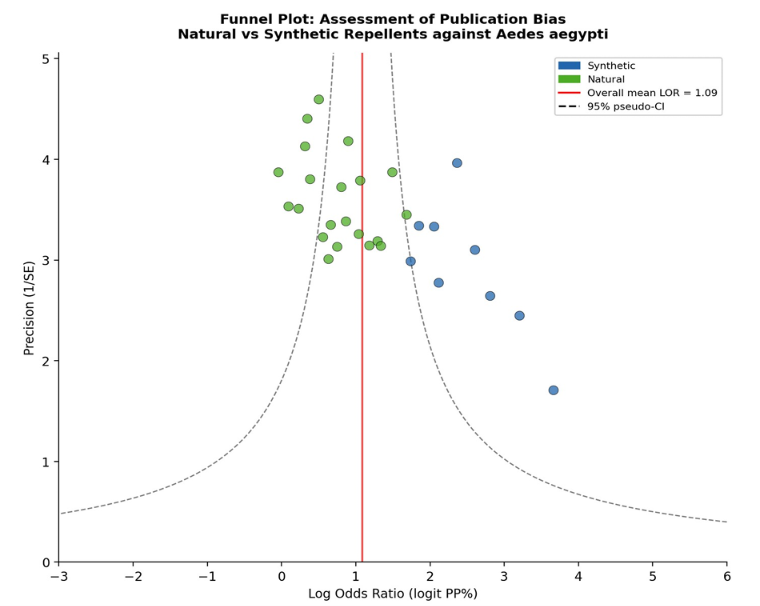 Funnel Plot: Assessment of Publication Bias
Natural vs Synthetic Repellents against Aedes aegypti
Synthetic
Natural
Overall mean LOR = 1.09
95% pseudo-CI
Precision (1/SE)
5
4
3
2
1
0
−3 −2 −1 0 1 2 3 4 5 6
Log Odds Ratio (logit PP%)